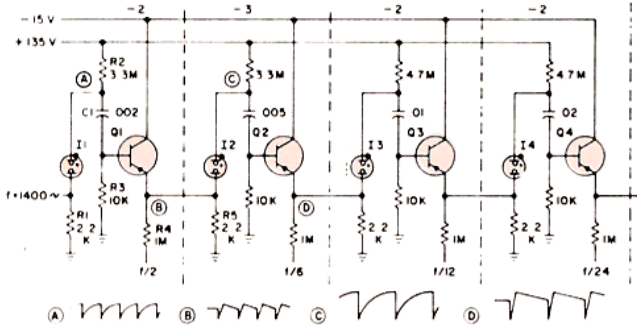 -2 -3 -2 -2
-15 V
+135 V
R2
3 3M
3.3M
4.7M
4.7M
A
C
C1 002
005
01
02
Q1
Q2
Q3
Q4
I1
I2
I3
I4
f=1400~
R3
10K
10K
10K
10K
B
D
R1
2 2
K
R4
1M
R5
2 2
K
1M
2 2
K
1M
2 2
K
1M
f/2
f/6
f/12
f/24
A
B
C
D